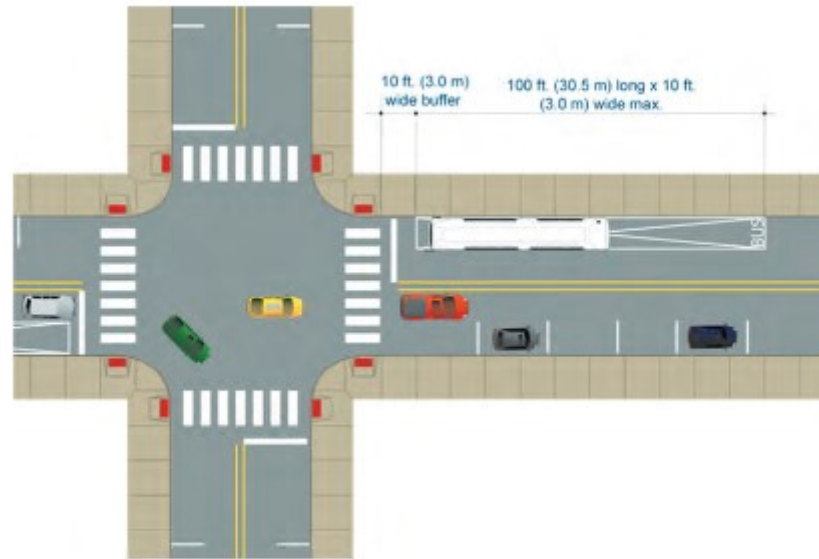 10 ft. (3.0 m)
wide buffer
100 ft. (30.5 m) long x 10 ft.
(3.0 m) wide max.
BUS